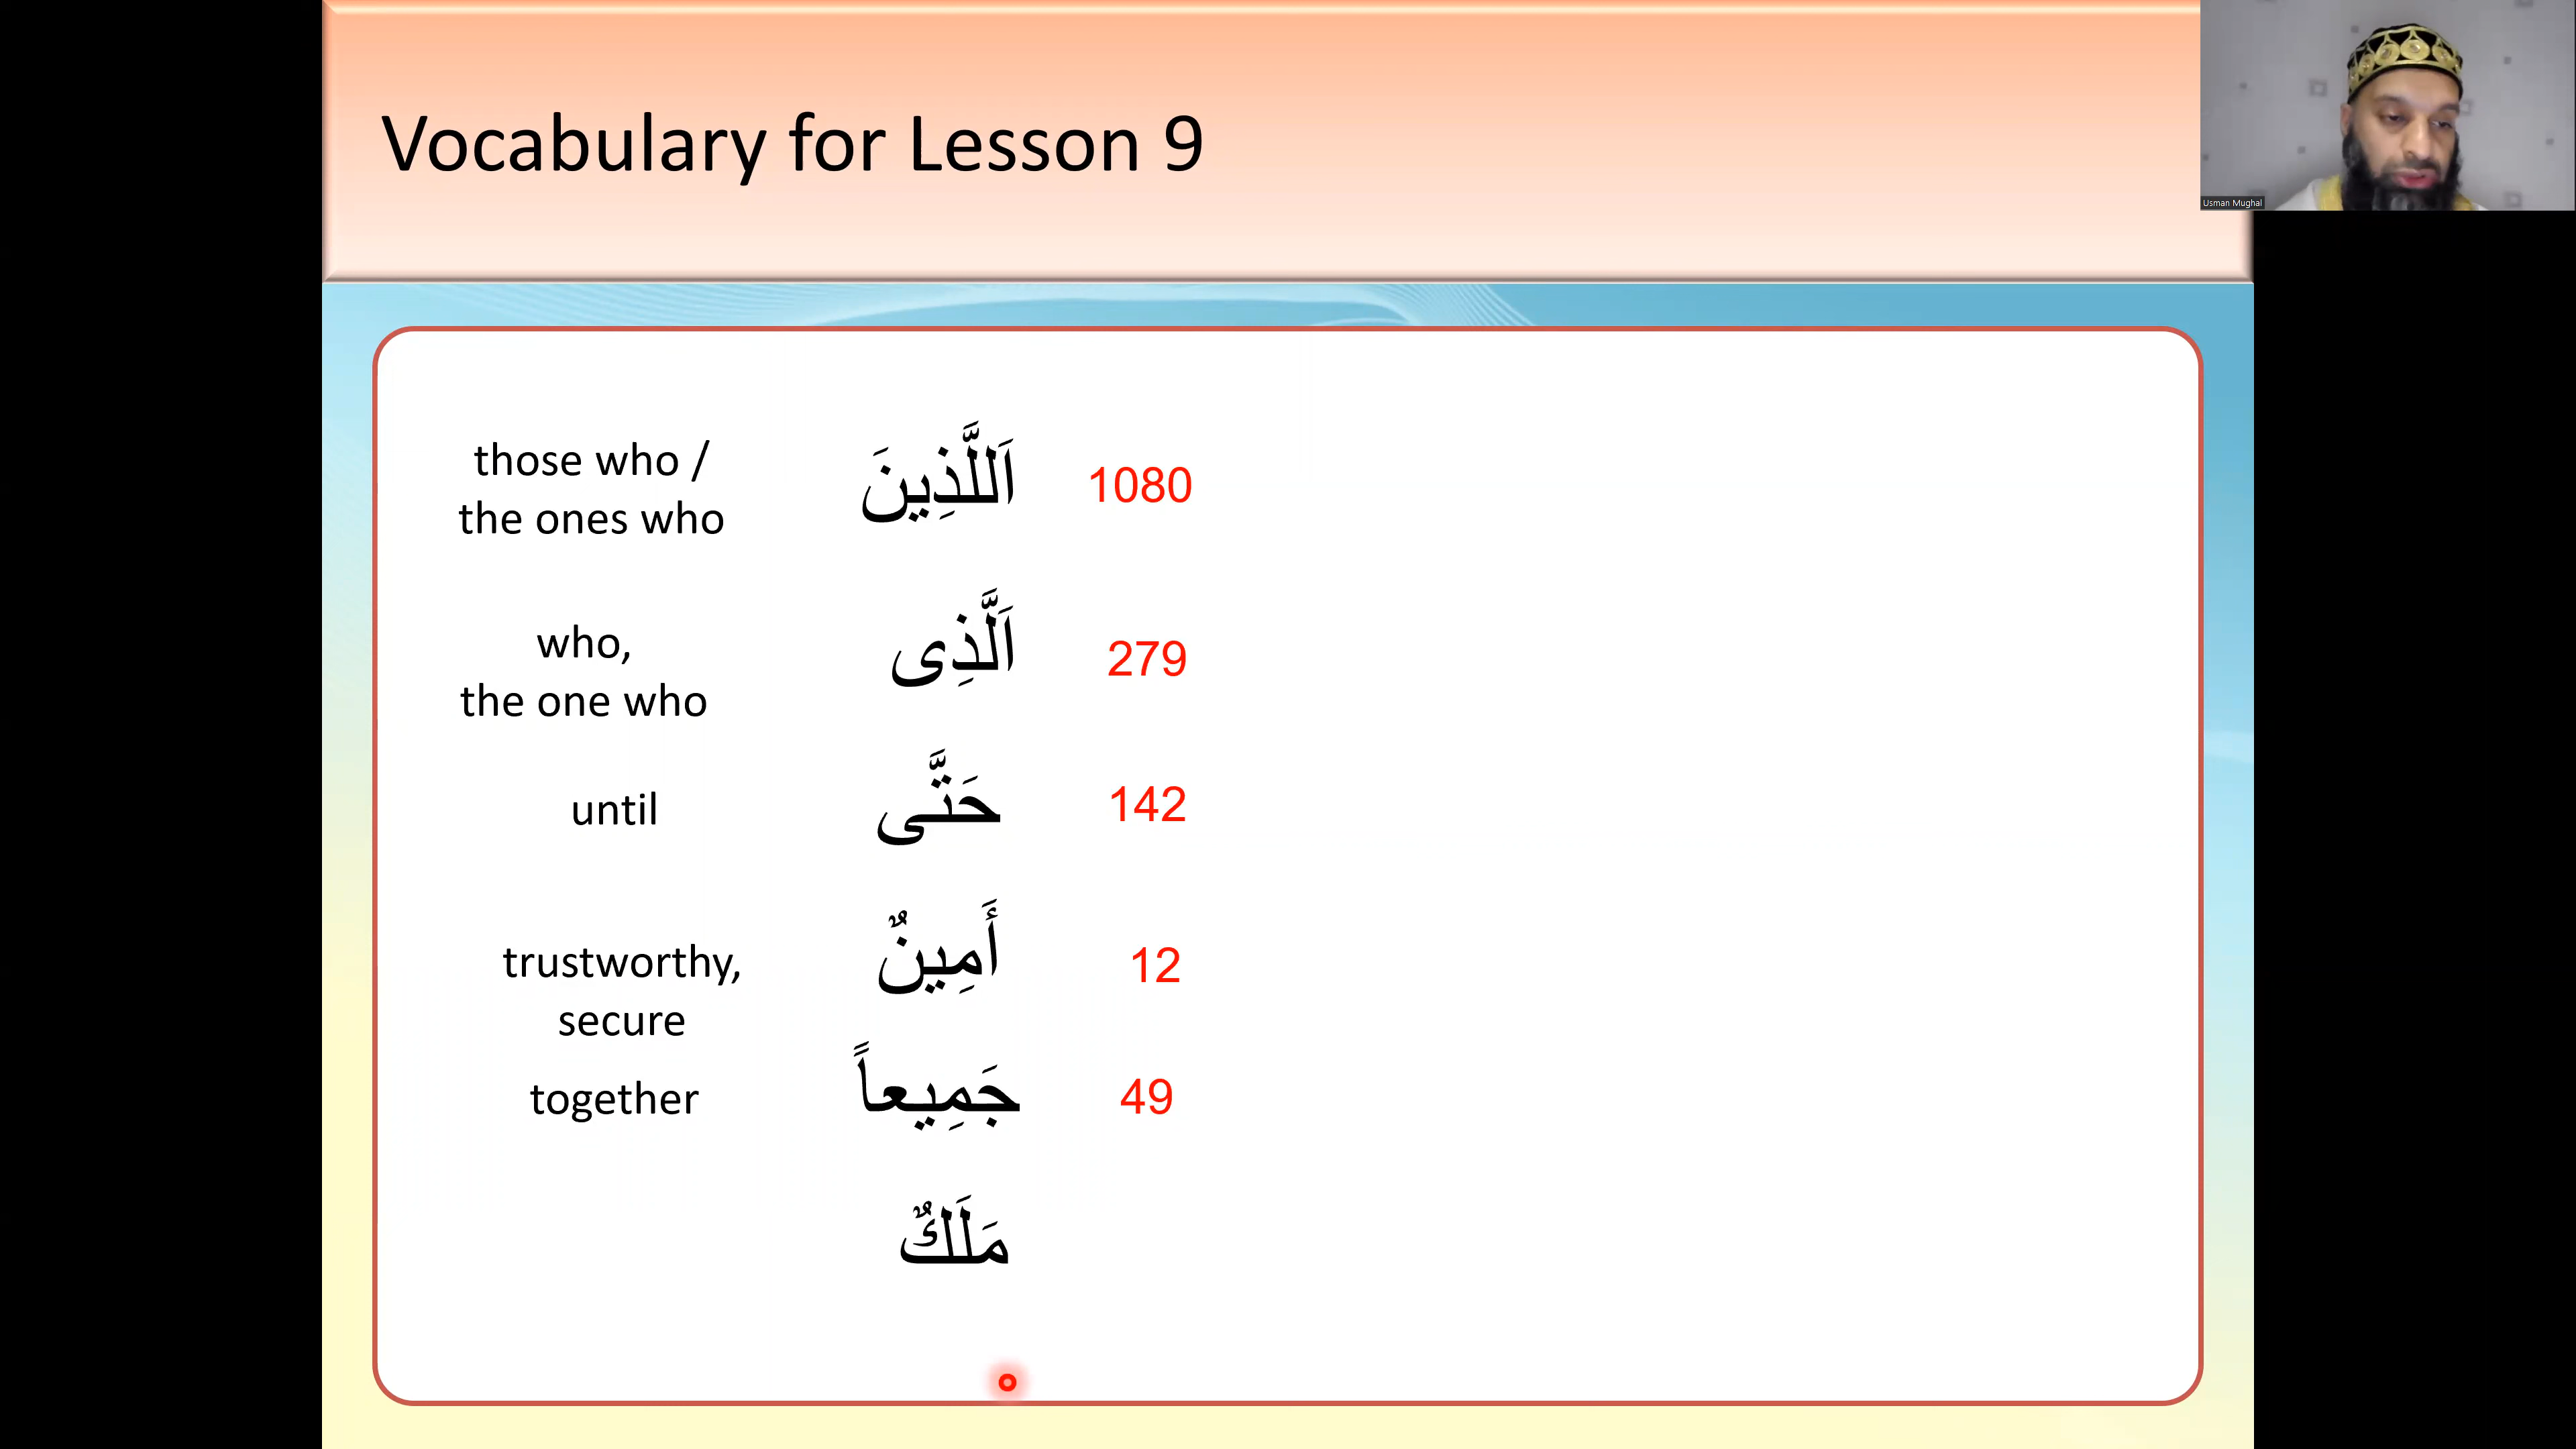 Vocabulary for Lesson 9
Usman Mughal
those who /
the ones who
اَللَّذِينَ
1080
who,
the one who
اَلَّذِى
279
until
حَتَّى
142
trustworthy,
secure
أَمِينٌ
12
together
جَمِيعاً
49
مَلَكٌ